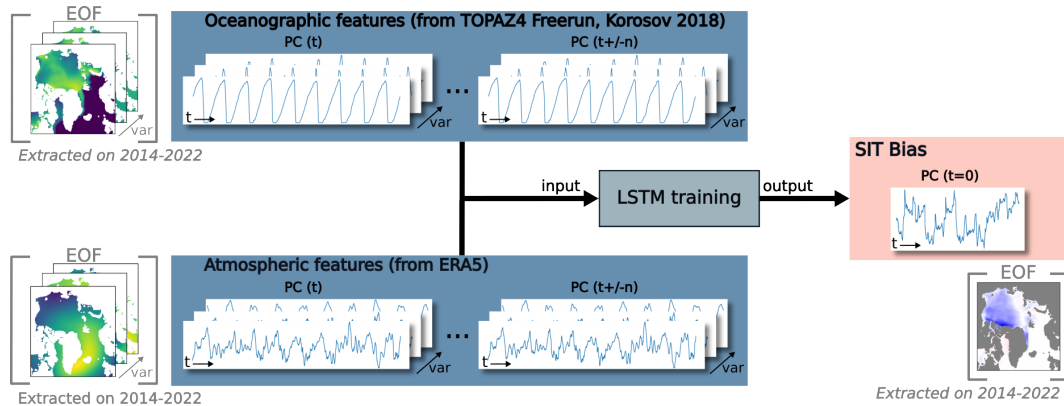 EOF
var
Extracted on 2014-2022
Oceanographic features (from TOPAZ4 Freerun, Korosov 2018)
PC (t)
PC (t+/-n)
t
...
t
var
var
input
LSTM training
output
SIT Bias
PC (t=0)
t
EOF
Extracted on 2014-2022
EOF
var
Extracted on 2014-2022
Atmospheric features (from ERA5)
PC (t)
PC (t+/-n)
t
...
t
var
var